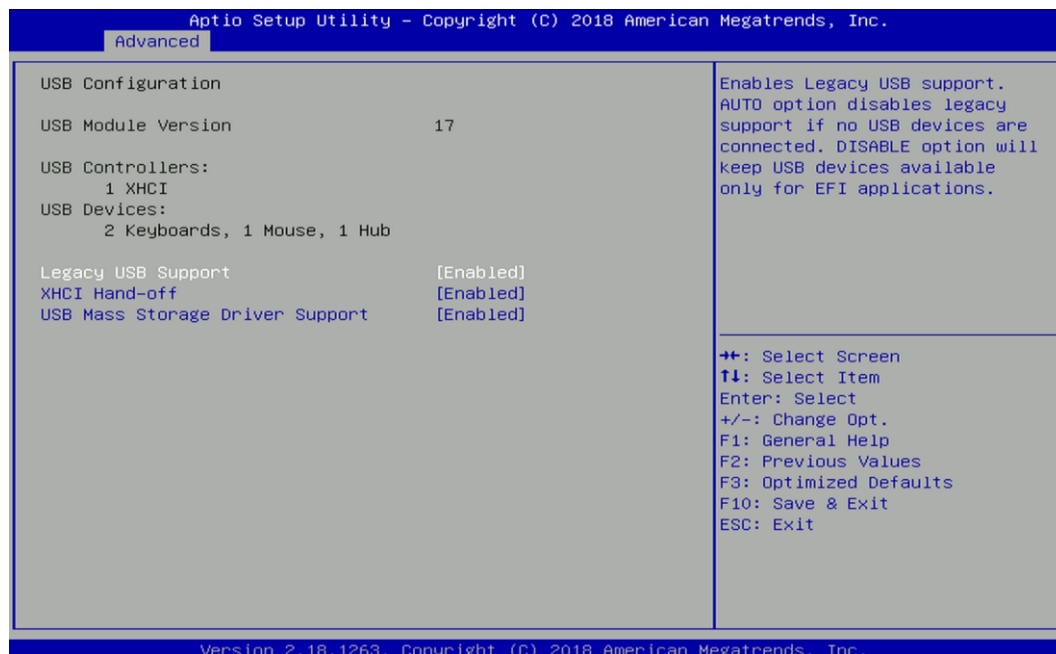 Aptio Setup Utility – Copyright (C) 2018 American Megatrends, Inc.
Advanced
USB Configuration
USB Module Version 17
USB Controllers:
1 XHCI
USB Devices:
2 Keyboards, 1 Mouse, 1 Hub
Legacy USB Support [Enabled]
XHCI Hand-off [Enabled]
USB Mass Storage Driver Support [Enabled]
Enables Legacy USB support.
AUTO option disables legacy
support if no USB devices are
connected. DISABLE option will
keep USB devices available
only for EFI applications.
→←: Select Screen
↑↓: Select Item
Enter: Select
+/-: Change Opt.
F1: General Help
F2: Previous Values
F3: Optimized Defaults
F10: Save & Exit
ESC: Exit
Version 2.18.1263. Copyright (C) 2018 American Megatrends, Inc.